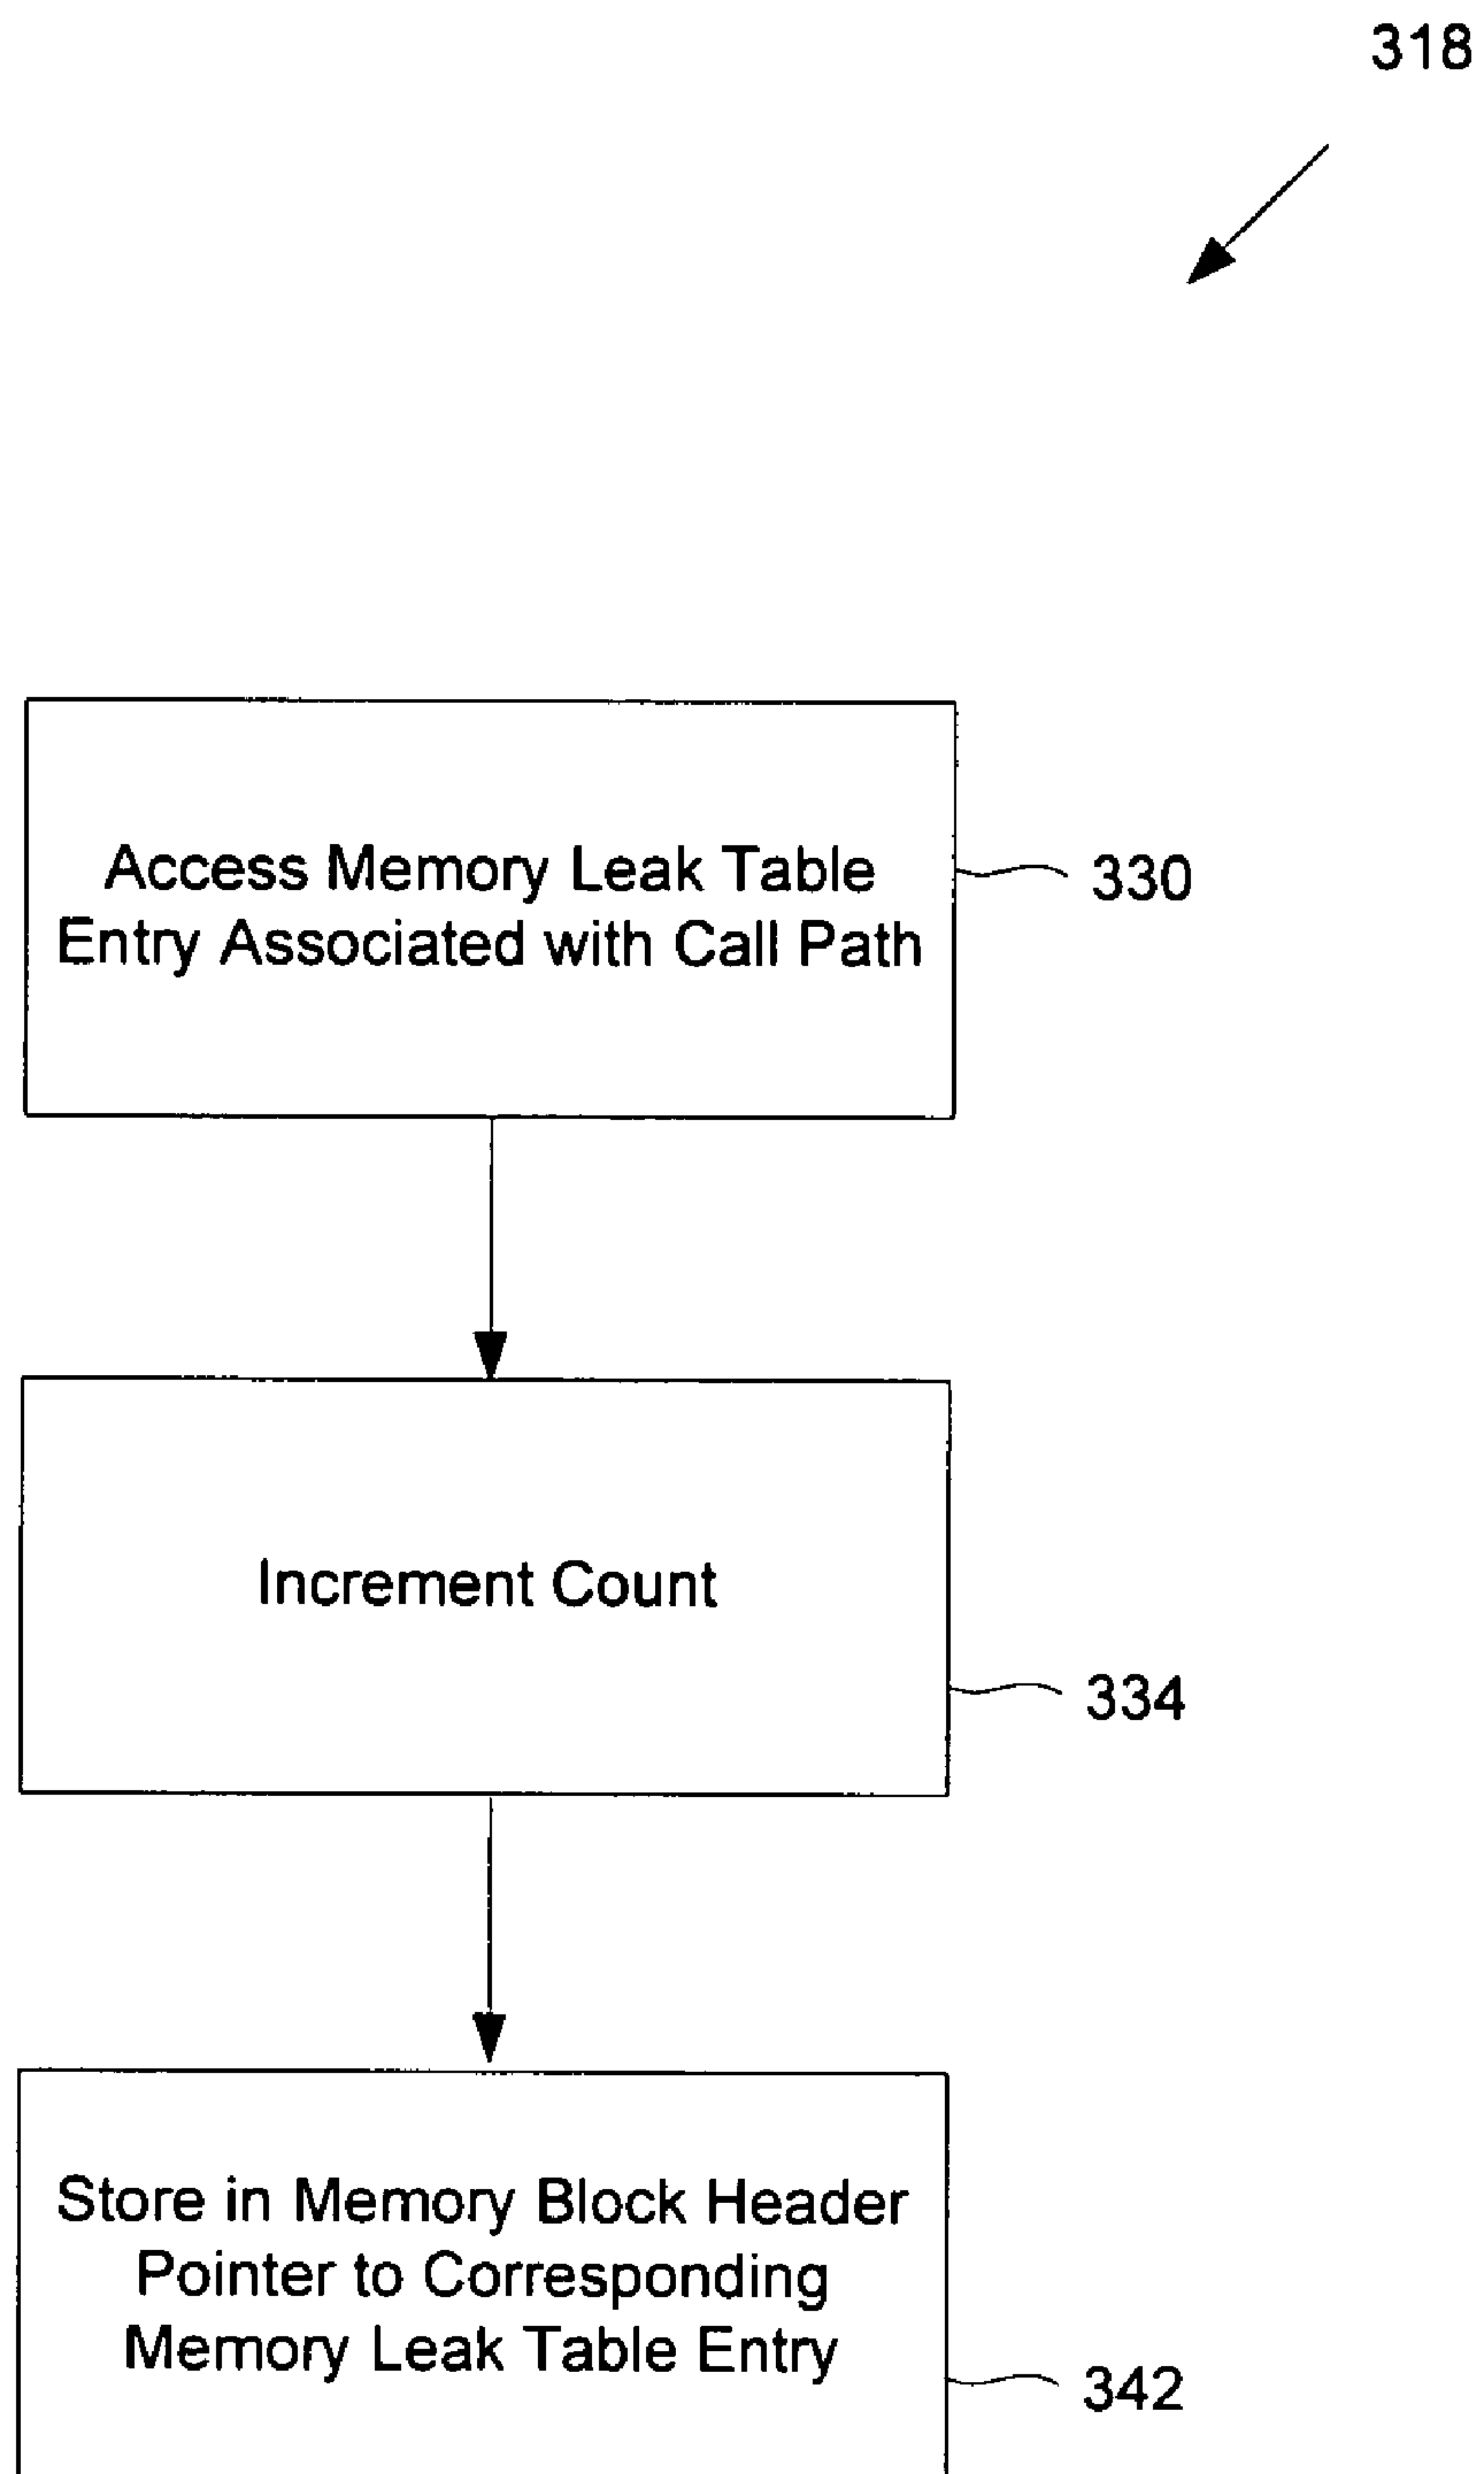 318
Access Memory Leak Table
Entry Associated with Call Path
330
Increment Count
334
Store in Memory Block Header
Pointer to Corresponding
Memory Leak Table Entry
342